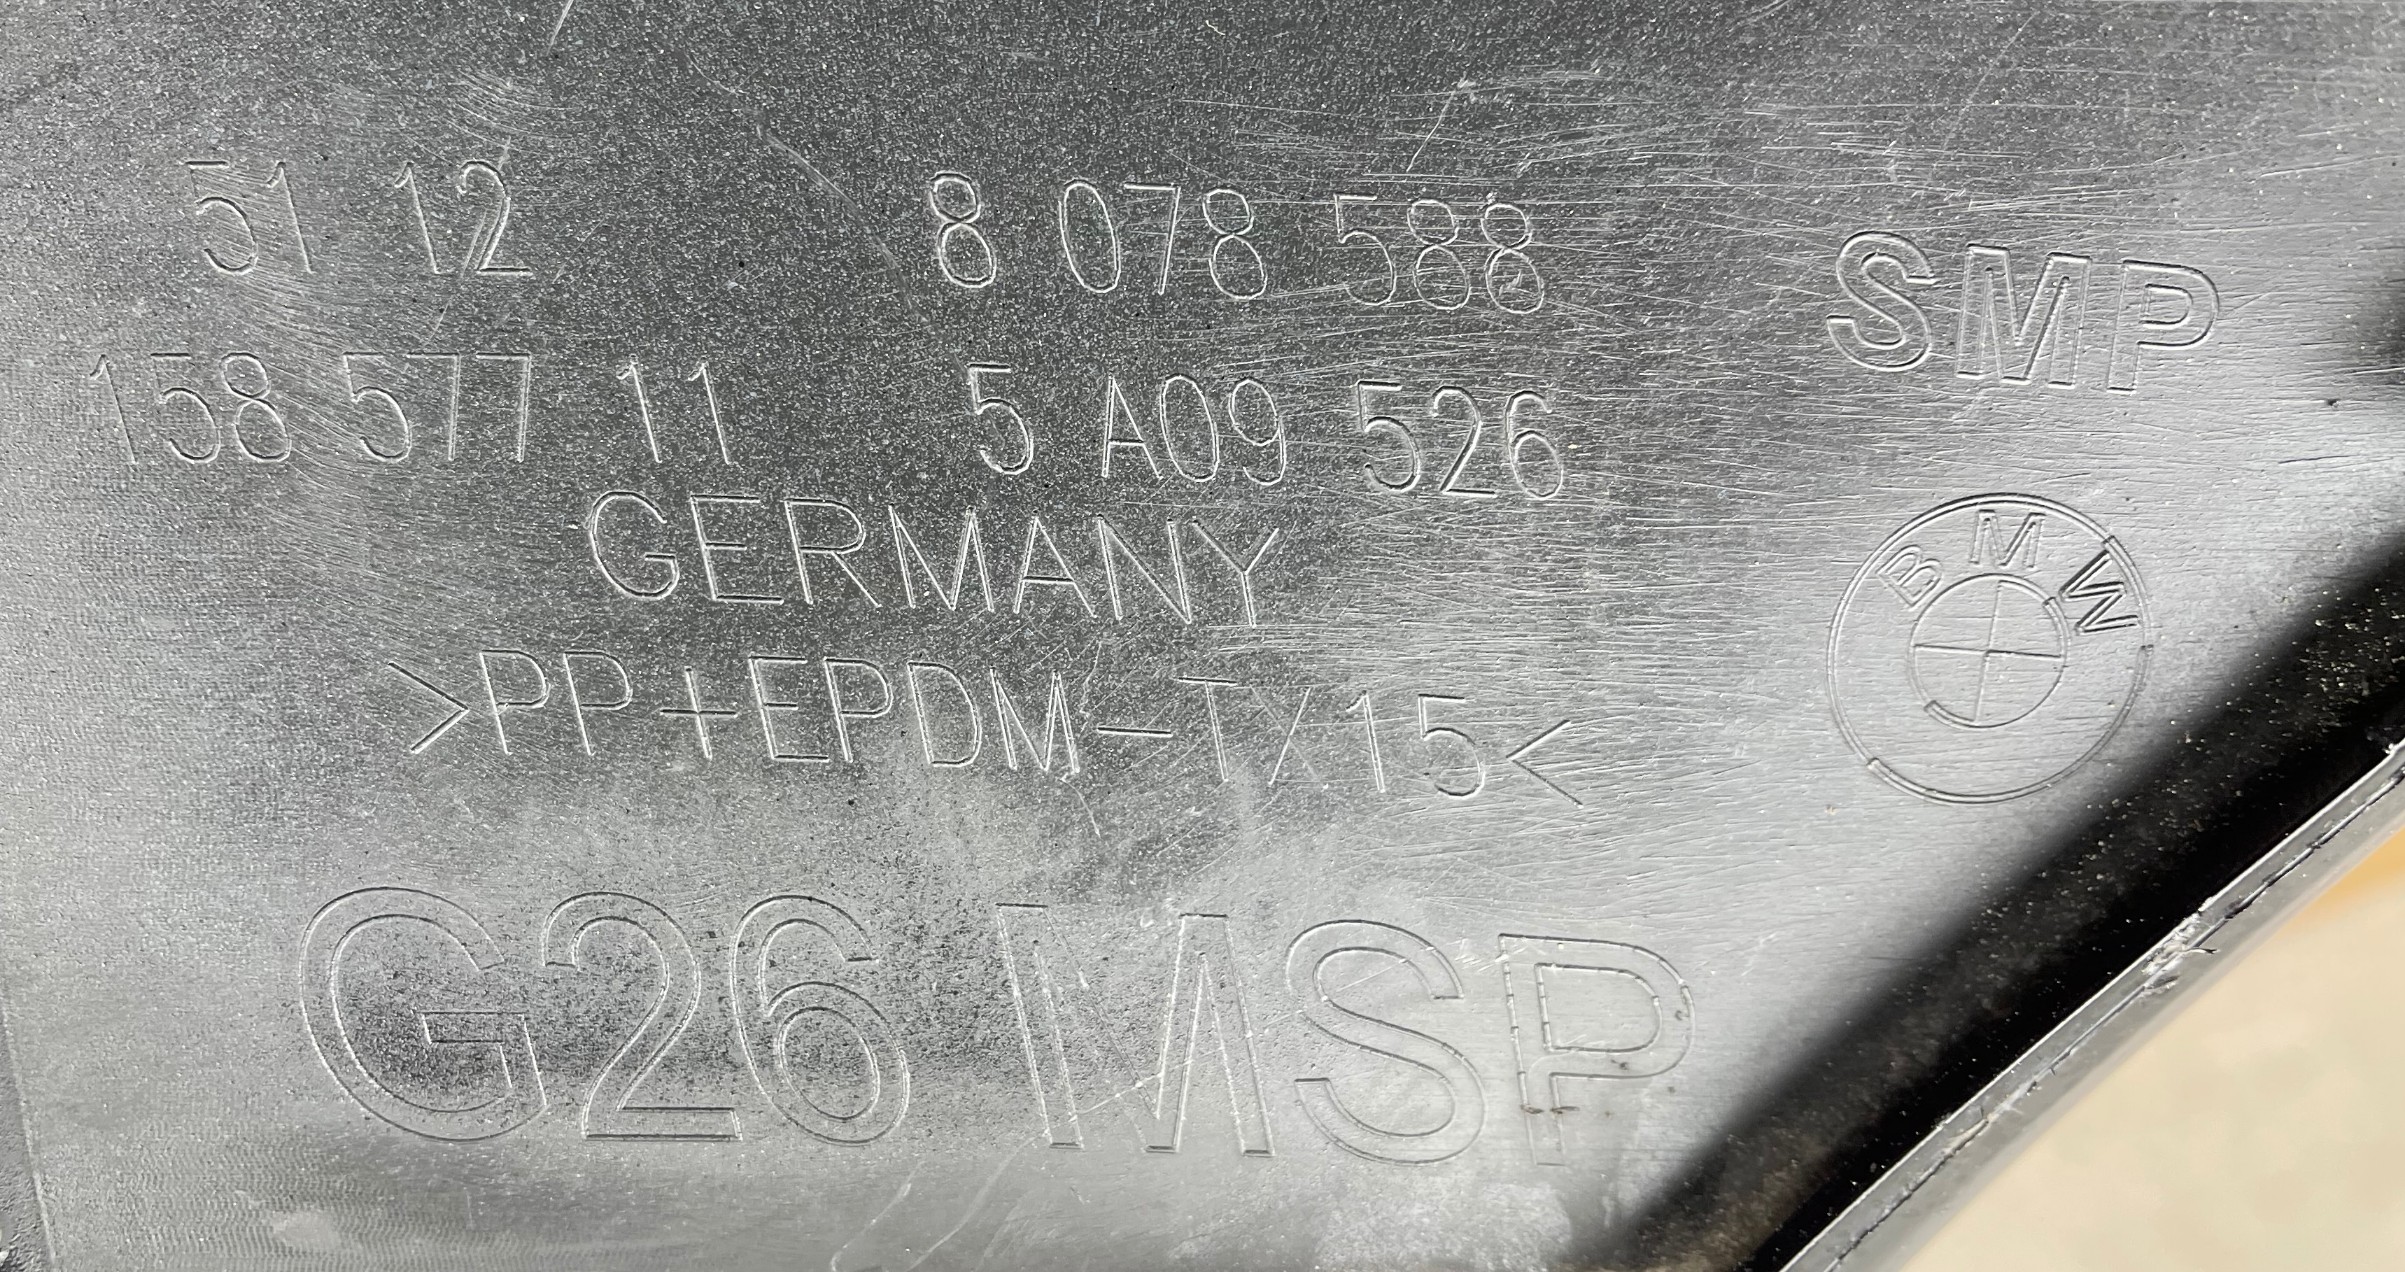 51 12 8 078 588
158 577 11 5 A09 526
GERMANY
>PP+EPDM-TX15<
G26 MSP
SMP
BMW